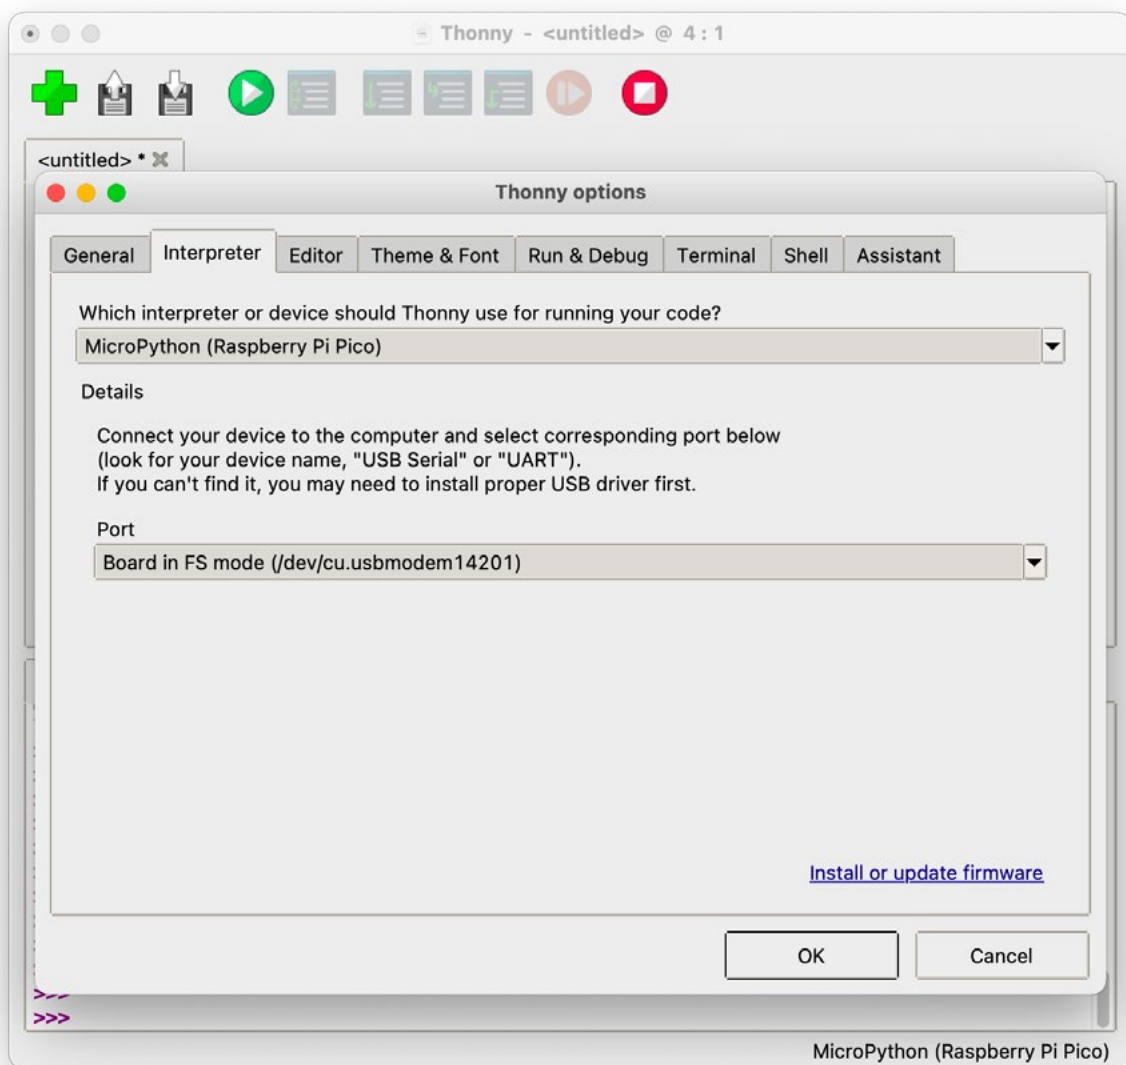 Thonny - <untitled> @ 4 : 1
<untitled> *
Thonny options
General Interpreter Editor Theme & Font Run & Debug Terminal Shell Assistant
Which interpreter or device should Thonny use for running your code?
MicroPython (Raspberry Pi Pico)
Details
Connect your device to the computer and select corresponding port below
(look for your device name, "USB Serial" or "UART").
If you can't find it, you may need to install proper USB driver first.
Port
Board in FS mode (/dev/cu.usbmodem14201)
Install or update firmware
OK Cancel
>>>
>>>
MicroPython (Raspberry Pi Pico)